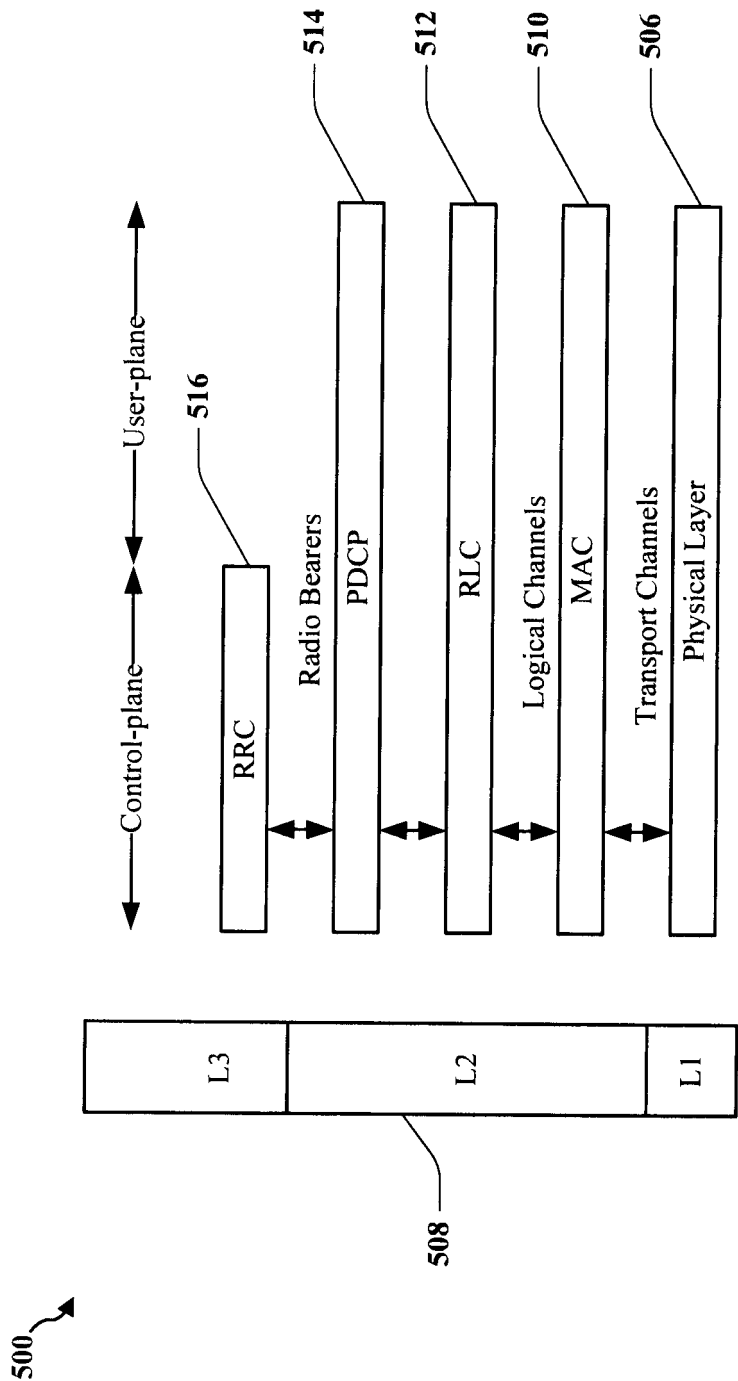 500
Control-plane
User-plane
516
RRC
Radio Bearers
514
PDCP
512
RLC
Logical Channels
510
MAC
Transport Channels
506
Physical Layer
L3
L2
L1
508